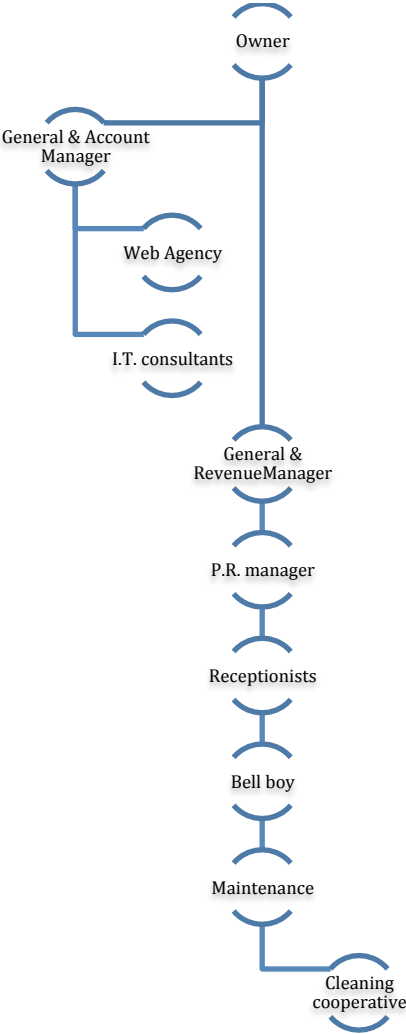 Owner
General & Account
Manager
Web Agency
I.T. consultants
General &
RevenueManager
P.R. manager
Receptionists
Bell boy
Maintenance
Cleaning
cooperative